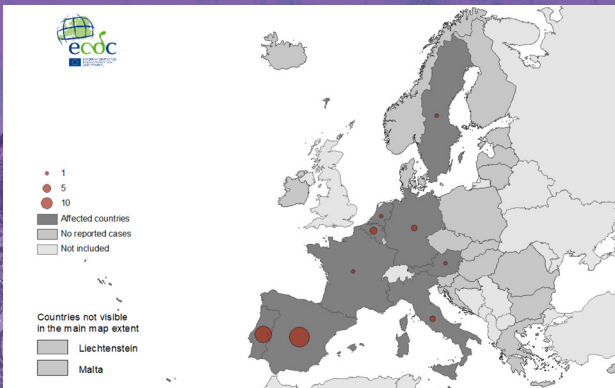 ecdc
1
5
10
Affected countries
No reported cases
Not included
Countries not visible
in the main map extent
Liechtenstein
Malta